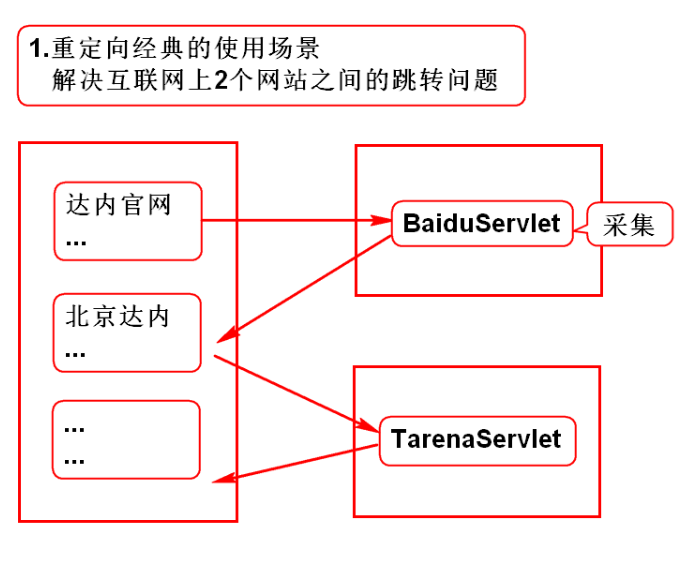 1.重定向经典的使用场景
解决互联网上2个网站之间的跳转问题
达内官网
...
BaiduServlet
采集
北京达内
...
...
...
TarenaServlet